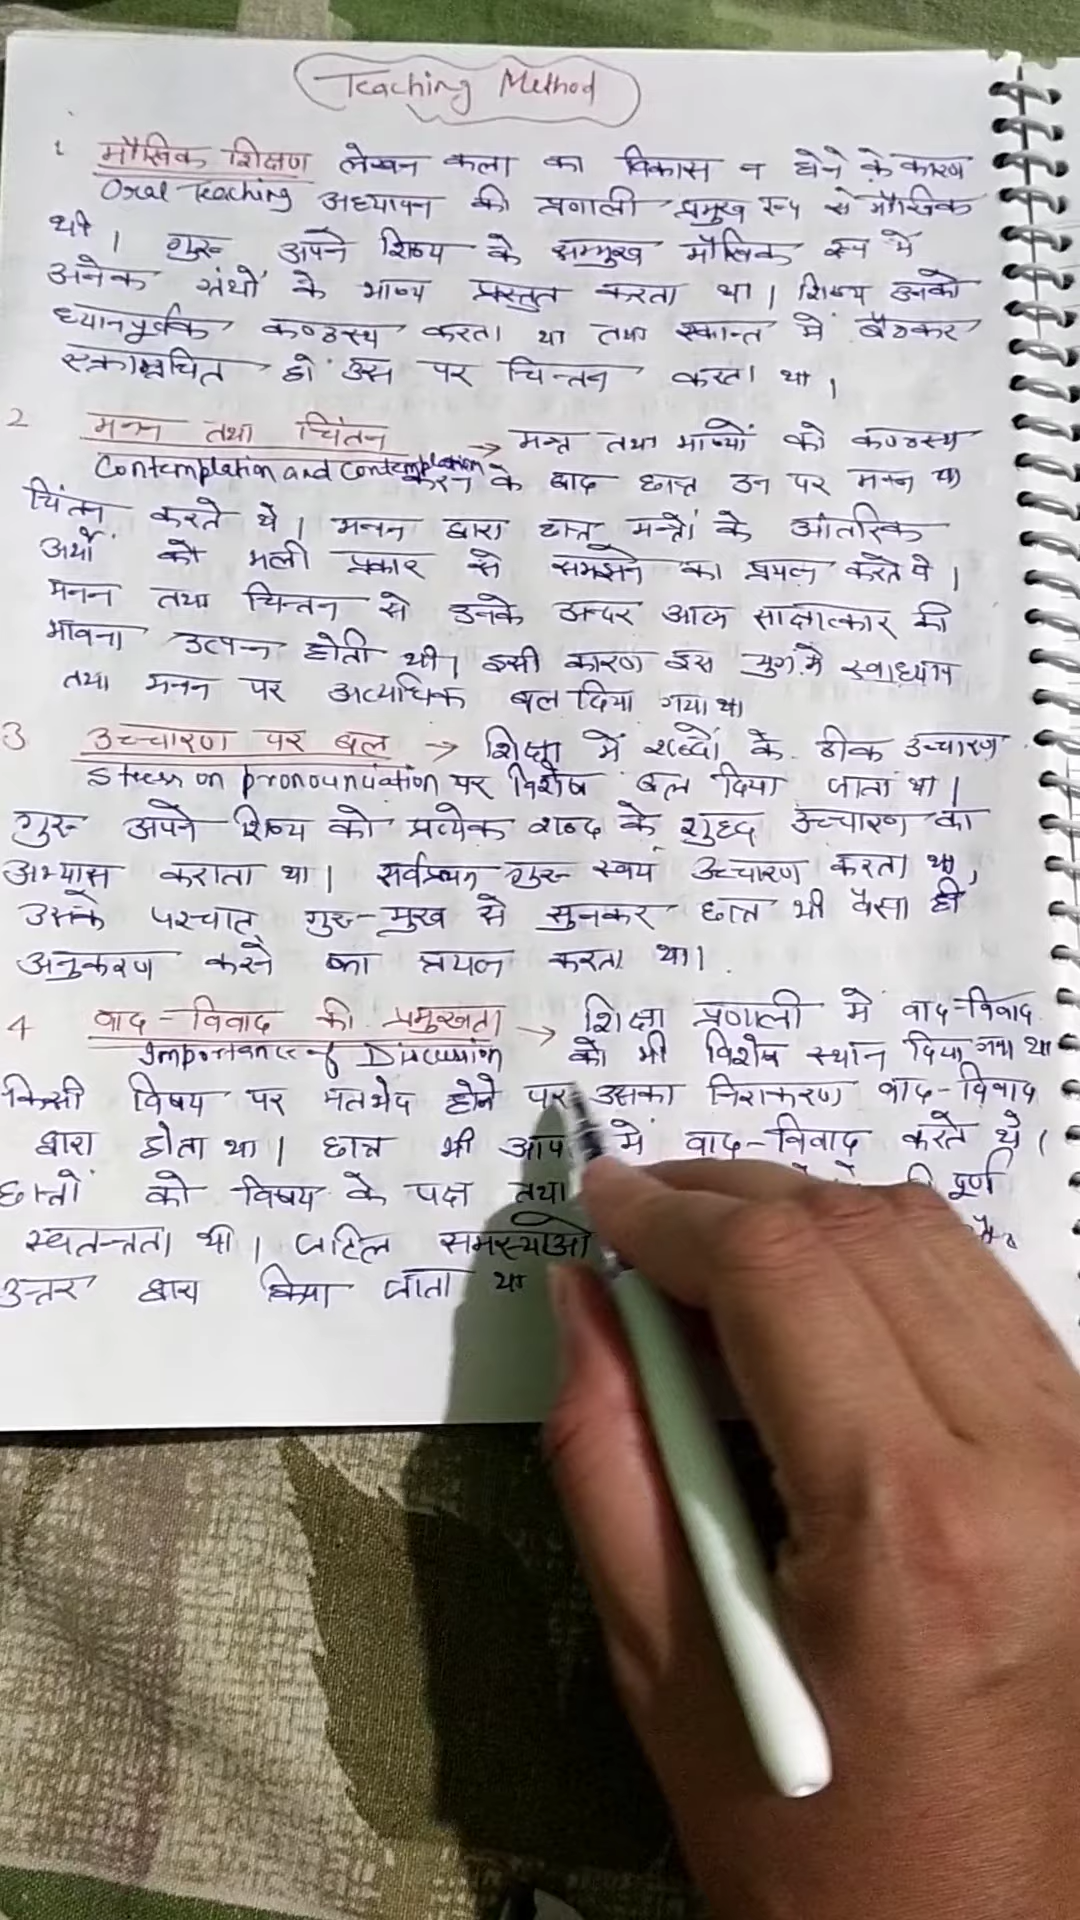 Teaching Method
1 मौखिक शिक्षण लेखन कला का विकास न होने के कारण
Oral Teaching अध्यापन की प्रणाली प्रमुख रूप से मौखिक
थी । गुरू अपने शिष्य के सम्मुख मौखिक रूप में
अनेक ग्रंथों के भाष्य प्रस्तुत करता था । शिष्य उनको
ध्यानपूर्वक कण्ठस्थ करता था तथा एकान्त में बैठकर
हो उस पर चिन्तन करता था ।
2 मनन तथा चिंतन → मन्त्र तथा भाष्यों को कण्ठस्थ
Contemplation and Contemplation करने के बाद छात्र उन पर मनन या
चिंतन करते थे । मनन द्वारा छात्र मन्त्रों के आंतरिक
अर्थों को भली प्रकार से समझने का प्रयत्न करते थे ।
मनन तथा चिन्तन से उनके अन्दर आत्म साक्षात्कार की
भावना उत्पन्न होती थी । इसी कारण इस युग में स्वाध्याय
तथा मनन पर अत्यधिक बल दिया गया था
3 उच्चारण पर बल → शिक्षा में शब्दों के ठीक उच्चारण
Stress on pronounciation पर विशेष बल दिया जाता था ।
गुरू अपने शिष्य को प्रत्येक शब्द के शुद्ध उच्चारण का
अभ्यास कराता था । सर्वप्रथम गुरू स्वयं उच्चारण करता था,
उसके पश्चात् गुरू-मुख से सुनकर छात्र भी वैसा ही
अनुकरण करने का प्रयत्न करता था।
4 वाद-विवाद की प्रमुखता → शिक्षा प्रणाली में वाद-विवाद
Importance of Discussion को भी विशेष स्थान दिया गया था
किसी विषय पर मतभेद होने पर उसका निराकरण वाद-विवाद
द्वारा होता था । छात्र भी में वाद-विवाद करते थे ।
छात्रों को विषय के पक्ष तथा पूर्ण
स्वतन्त्रता थी । जटिल समस्याओं
उत्तर द्वारा किया जाता था